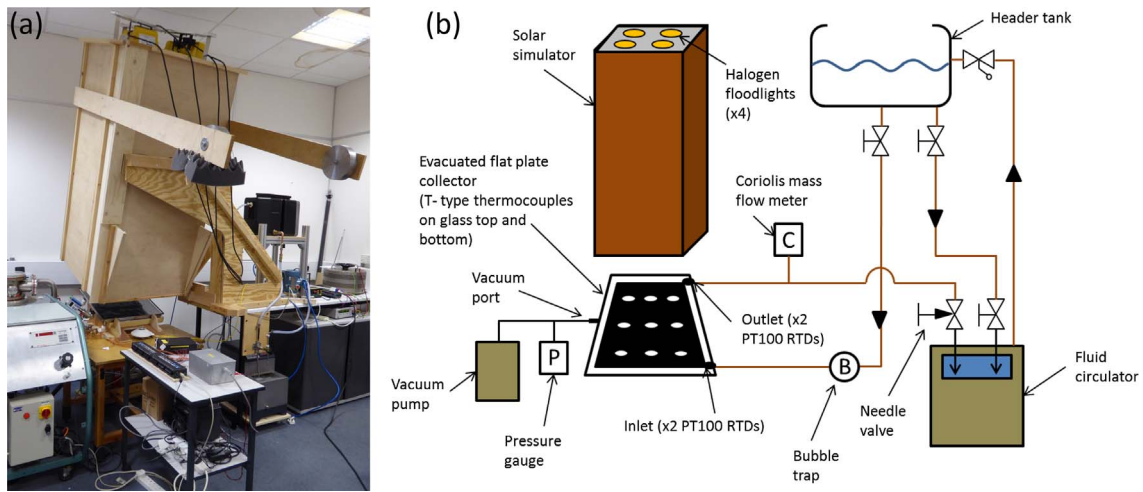 (a)
(b)
Solar
simulator
Halogen
floodlights
(x4)
Header tank
Evacuated flat plate
collector
(T- type thermocouples
on glass top and
bottom)
Coriolis mass
flow meter
C
Vacuum
port
Outlet (x2
PT100 RTDs)
P
B
Vacuum
pump
Pressure
gauge
Inlet (x2 PT100 RTDs)
Bubble
trap
Needle
valve
Fluid
circulator